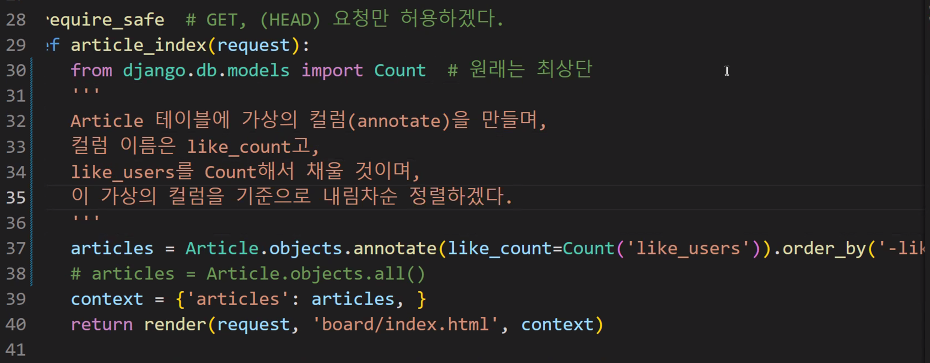 28 require_safe  # GET, (HEAD) 요청만 허용하겠다.
29 ef article_index(request):
30 from django.db.models import Count  # 원래는 최상단
31 '''
32 Article 테이블에 가상의 컬럼(annotate)을 만들며,
33 컬럼 이름은 like_count고,
34 like_users를 Count해서 채울 것이며,
35 이 가상의 컬럼을 기준으로 내림차순 정렬하겠다.
36 '''
37 articles = Article.objects.annotate(like_count=Count('like_users')).order_by('-lik
38 # articles = Article.objects.all()
39 context = {'articles': articles, }
40 return render(request, 'board/index.html', context)
41